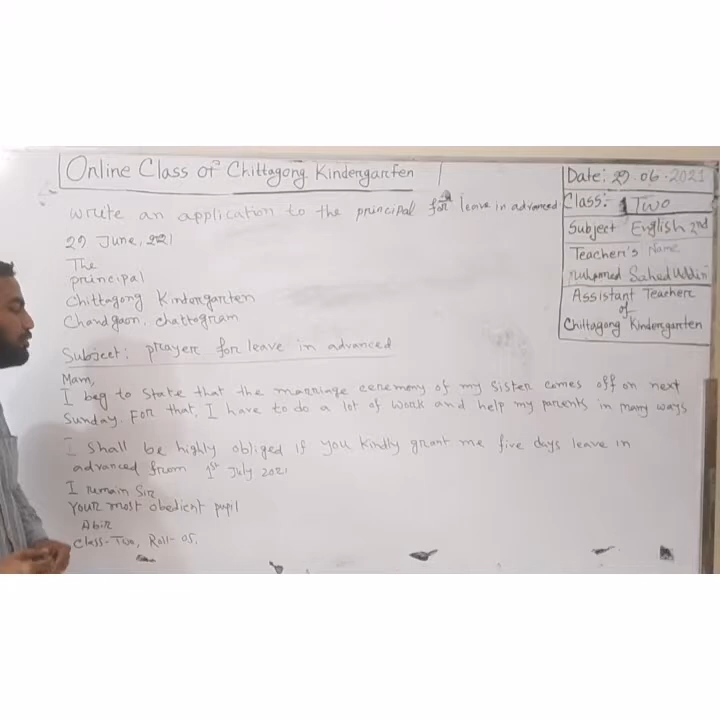 Online Class of Chittagong Kindergarten
Write an application to the principal for leave in advanced
29 June, 2021
The
principal
Chittagong Kindergarten
Chandgaon, chattogram
Subject: prayer for leave in advanced
Mam,
I beg to state that the marriage ceremony of my sister comes off on next
Sunday. For that, I have to do a lot of work and help my parents in many ways
I shall be highly obliged if you kindly grant me five days leave in
advanced from 1st July 2021
I remain Sir
Your most obedient pupil
Abir
Class-Two, Roll-05.
Date: 29.06.2021
Class: Two
Subject English 2nd
Teacher's Name
Muhammed Sahed Uddin
Assistant Teacher
of
Chittagong Kindergarten